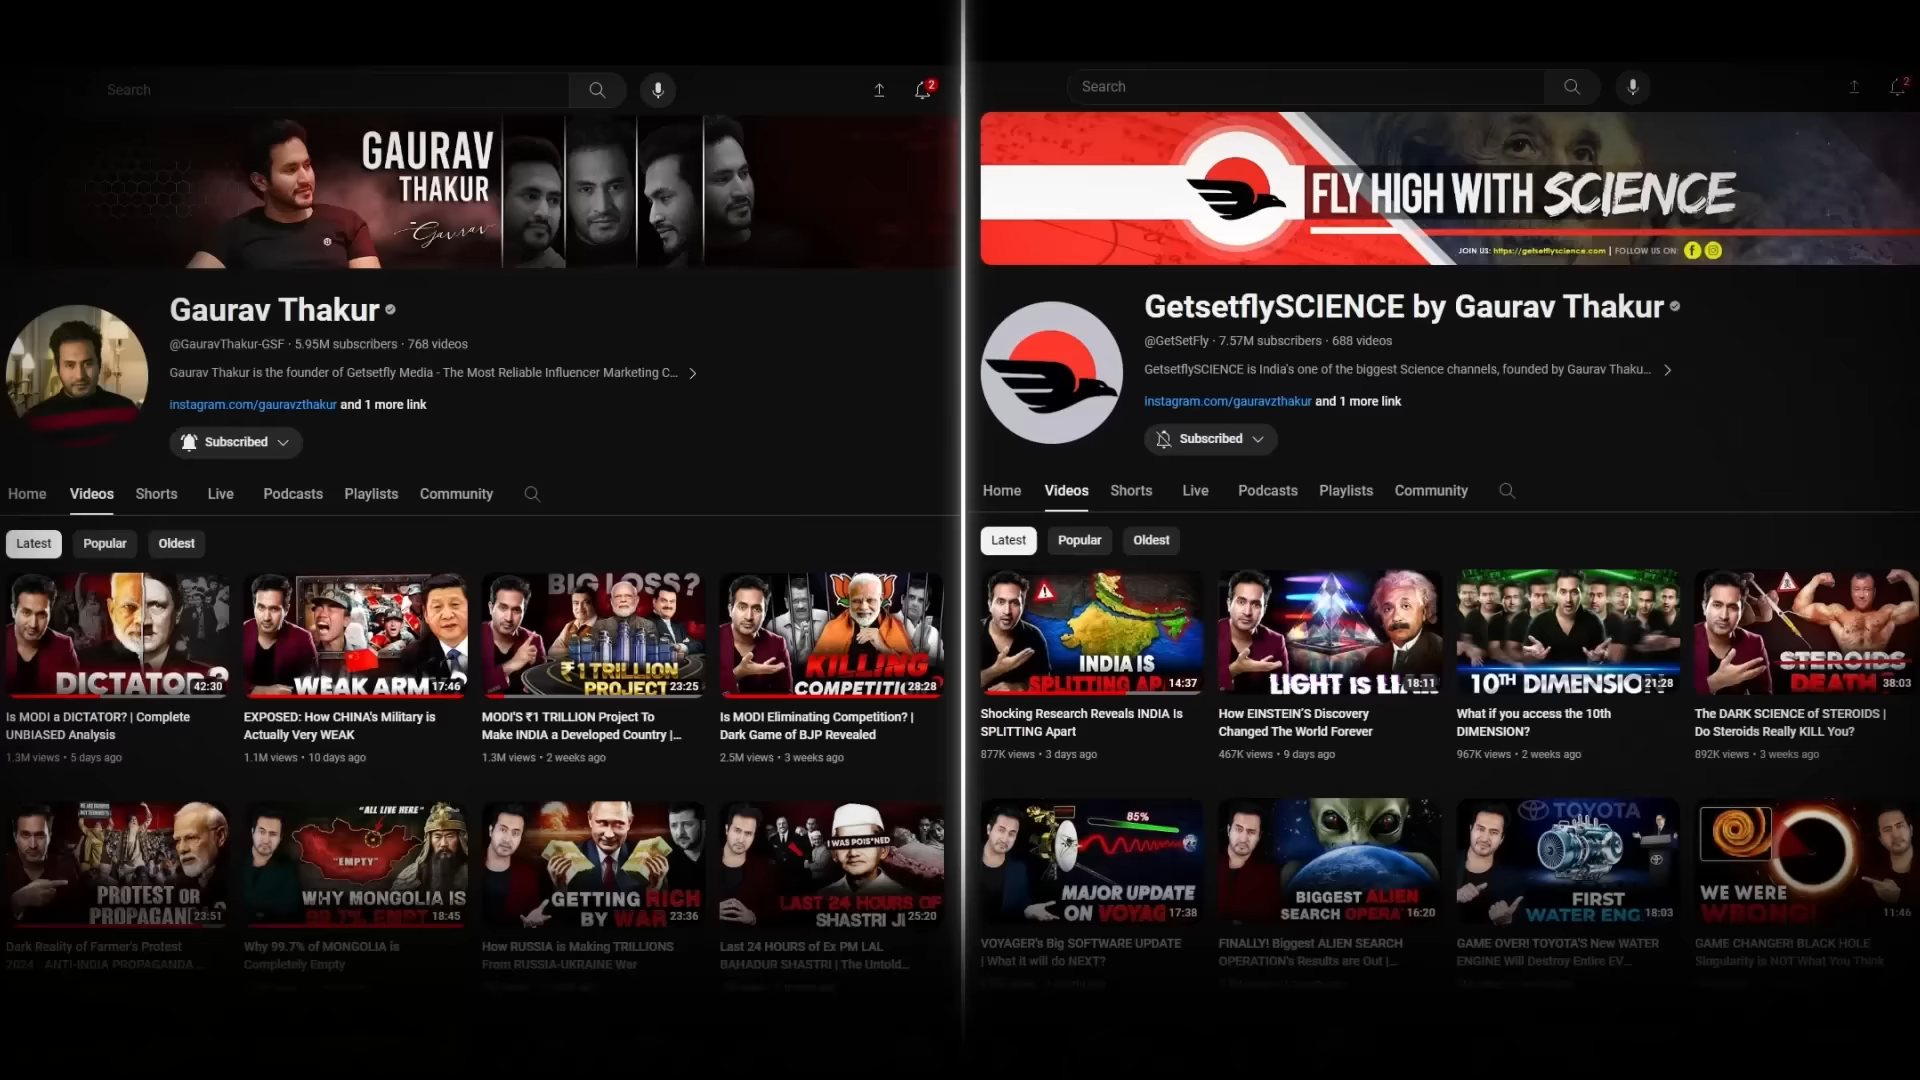 Search
2
GAURAV
THAKUR
Gaurav
Gaurav Thakur
@GauravThakur-GSF · 5.95M subscribers · 768 videos
Gaurav Thakur is the founder of Getsetfly Media - The Most Reliable Influencer Marketing C...
instagram.com/gauravzthakur and 1 more link
Subscribed
Home Videos Shorts Live Podcasts Playlists Community
Latest Popular Oldest
DICTATOR?
42:30
WEAK ARM
17:46
BIG LOSS?
₹1 TRILLION
PROJECT
23:25
KILLING
COMPETITI
28:28
Is MODI a DICTATOR? | Complete
UNBIASED Analysis
1.3M views • 5 days ago
EXPOSED: How CHINA's Military is
Actually Very WEAK
1.1M views • 10 days ago
MODI'S ₹1 TRILLION Project To
Make INDIA a Developed Country |...
1.3M views • 2 weeks ago
Is MODI Eliminating Competition? |
Dark Game of BJP Revealed
2.5M views • 3 weeks ago
PROTEST OR
PROPAGAN
23:51
"ALL LIVE HERE"
"EMPTY"
WHY MONGOLIA IS
99.7% EMPT
18:45
GETTING RICH
BY WAR
23:36
I WAS POIS*NED
LAST 24 HOURS OF
SHASTRI JI
25:20
Dark Reality of Farmer's Protest
2024 - ANTI-INDIA PROPAGANDA...
Why 99.7% of MONGOLIA is
Completely Empty
How RUSSIA is Making TRILLIONS
From RUSSIA-UKRAINE War
Last 24 HOURS of Ex PM LAL
BAHADUR SHASTRI | The Untold...
Search
2
FLY HIGH WITH SCIENCE
JOIN US: https://getsetflyscience.com | FOLLOW US ON:
GetsetflySCIENCE by Gaurav Thakur
@GetSetFly · 7.57M subscribers · 688 videos
GetsetflySCIENCE is India's one of the biggest Science channels, founded by Gaurav Thaku...
instagram.com/gauravzthakur and 1 more link
Subscribed
Home Videos Shorts Live Podcasts Playlists Community
Latest Popular Oldest
INDIA IS
SPLITTING AP
14:37
LIGHT IS
18:11
10TH DIMENSIO
21:28
STEROIDS
DEATH
38:03
Shocking Research Reveals INDIA Is
SPLITTING Apart
877K views • 3 days ago
How EINSTEIN'S Discovery
Changed The World Forever
467K views • 9 days ago
What if you access the 10th
DIMENSION?
967K views • 2 weeks ago
The DARK SCIENCE of STEROIDS |
Do Steroids Really KILL You?
892K views • 3 weeks ago
85%
MAJOR UPDATE
ON VOYAG
17:38
BIGGEST ALIEN
SEARCH OPERA
16:20
TOYOTA
FIRST
WATER ENG
18:03
WE WERE
WRONG!
11:46
VOYAGER's Big SOFTWARE UPDATE
| What it will do NEXT?
FINALLY! Biggest ALIEN SEARCH
OPERATION's Results are Out |...
GAME OVER! TOYOTA'S New WATER
ENGINE Will Destroy Entire EV...
GAME CHANGER! BLACK HOLE
Singularity is NOT What You Think